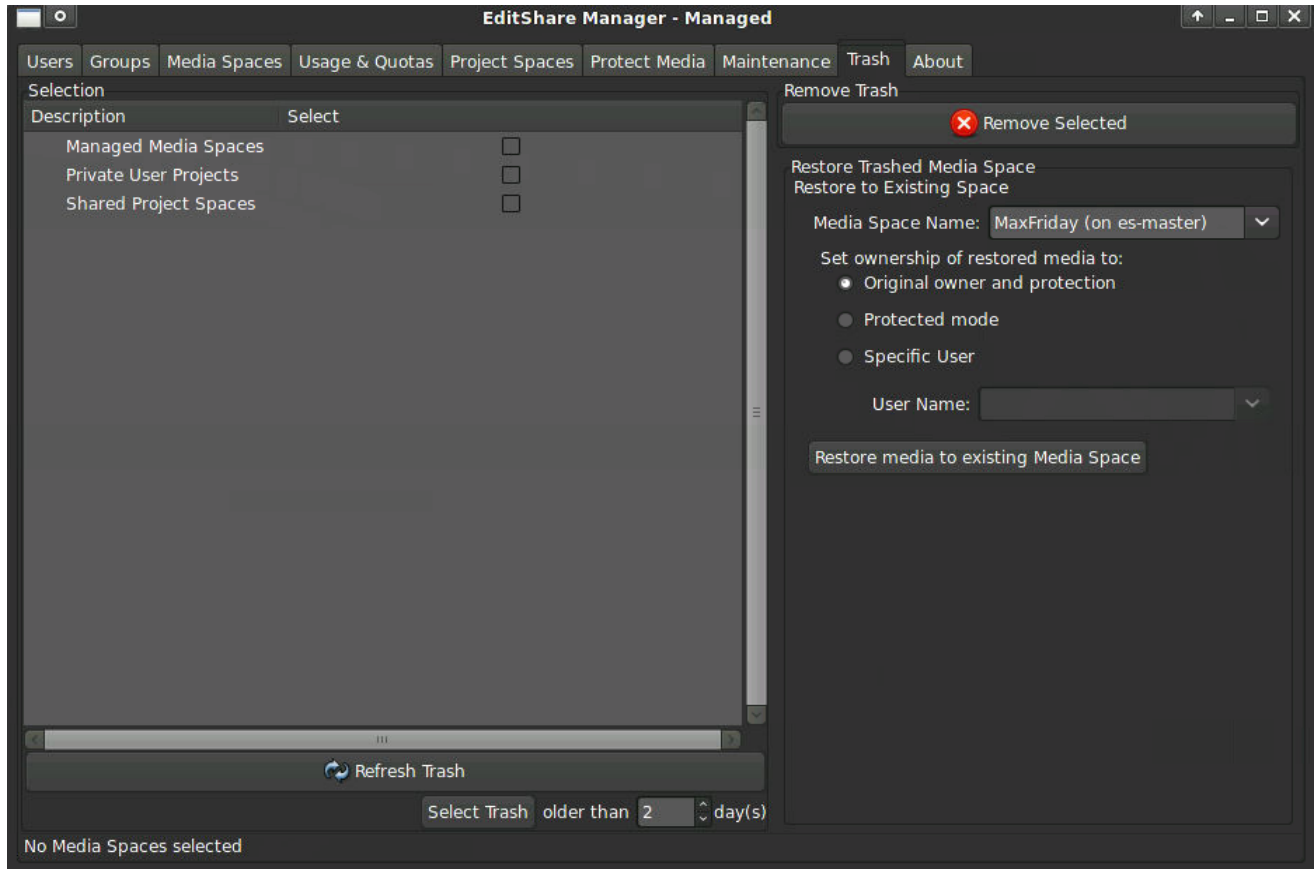 EditShare Manager - Managed
Users Groups Media Spaces Usage & Quotas Project Spaces Protect Media Maintenance Trash About
Selection
Description Select
Managed Media Spaces
Private User Projects
Shared Project Spaces
Refresh Trash
Select Trash older than 2 day(s)
No Media Spaces selected
Remove Trash
Remove Selected
Restore Trashed Media Space
Restore to Existing Space
Media Space Name: MaxFriday (on es-master)
Set ownership of restored media to:
Original owner and protection
Protected mode
Specific User
User Name:
Restore media to existing Media Space